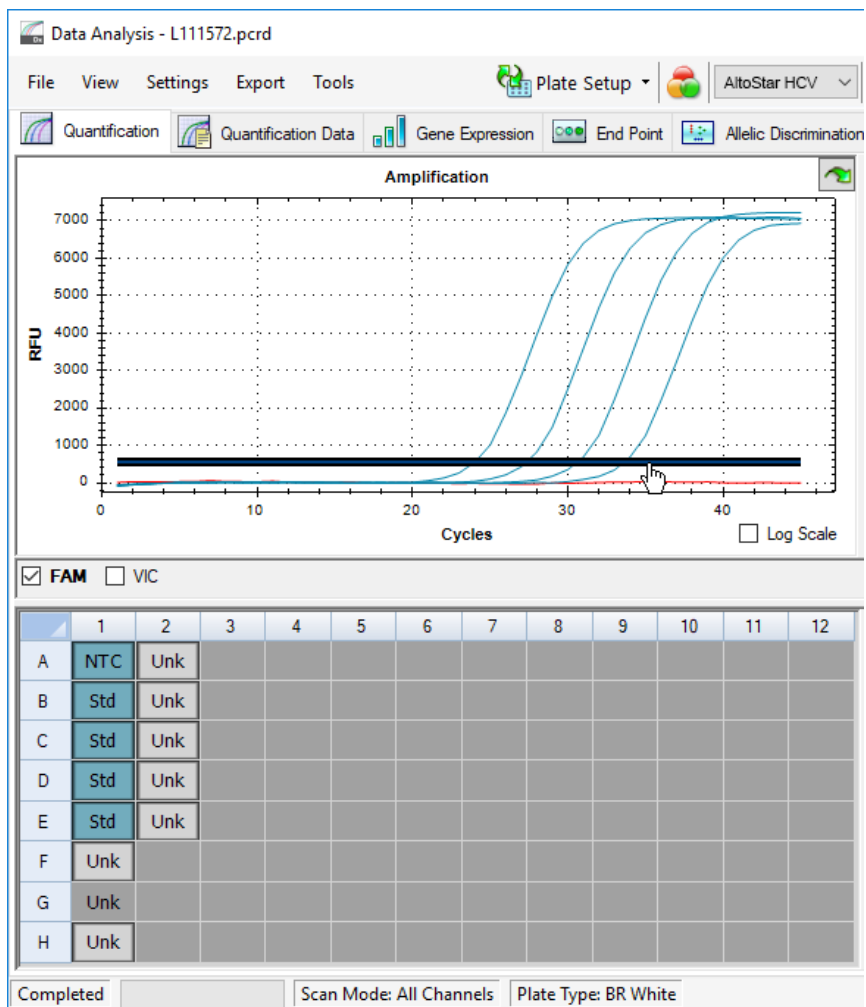 Data Analysis - L111572.pcrd
File View Settings Export Tools Plate Setup AltoStar HCV
Quantification Quantification Data Gene Expression End Point Allelic Discrimination
Amplification
7000
6000
5000
4000
3000
2000
1000
0
RFU
0 10 20 30 40
Cycles
Log Scale
FAM VIC
1 2 3 4 5 6 7 8 9 10 11 12
A NTC Unk
B Std Unk
C Std Unk
D Std Unk
E Std Unk
F Unk
G Unk
H Unk
Completed Scan Mode: All Channels Plate Type: BR White